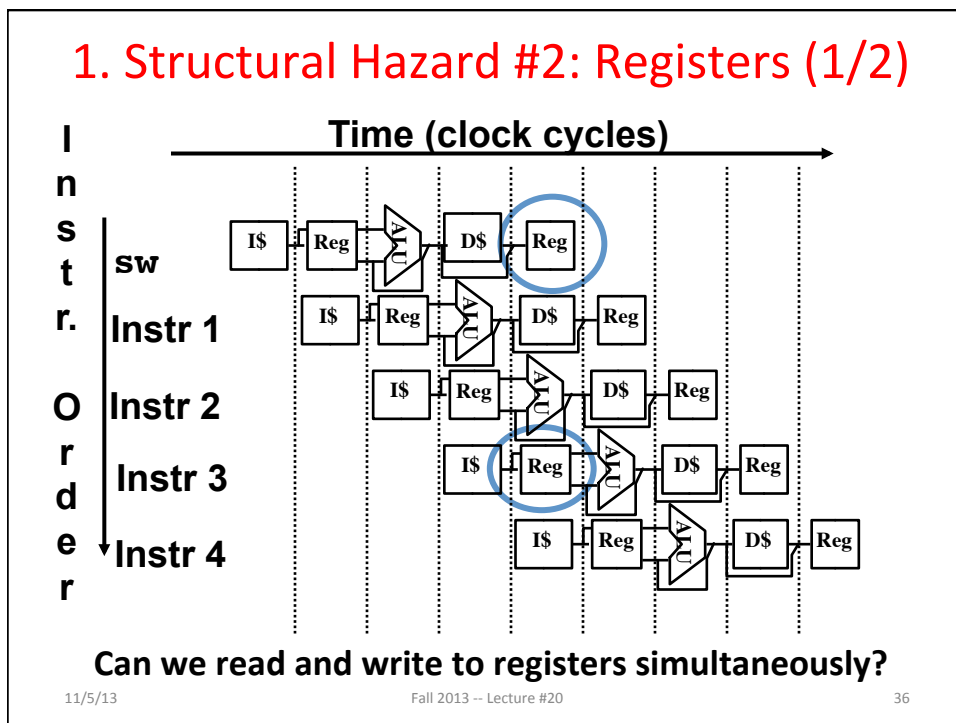 1. Structural Hazard #2: Registers (1/2)
Time (clock cycles)
Instr. Order
sw I$ Reg ALU D$ Reg
Instr 1 I$ Reg ALU D$ Reg
Instr 2 I$ Reg ALU D$ Reg
Instr 3 I$ Reg ALU D$ Reg
Instr 4 I$ Reg ALU D$ Reg
Can we read and write to registers simultaneously?
11/5/13 Fall 2013 -- Lecture #20 36